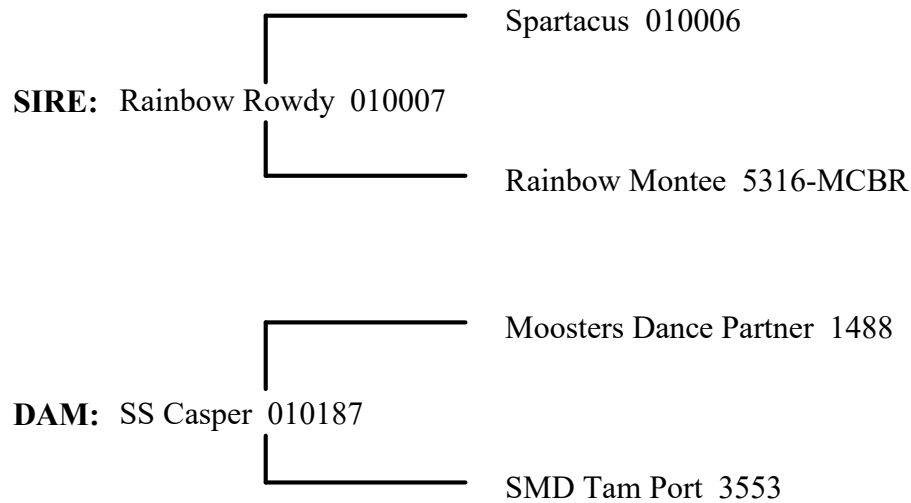 Spartacus 010006
SIRE: Rainbow Rowdy 010007
Rainbow Montee 5316-MCBR
Moosters Dance Partner 1488
DAM: SS Casper 010187
SMD Tam Port 3553